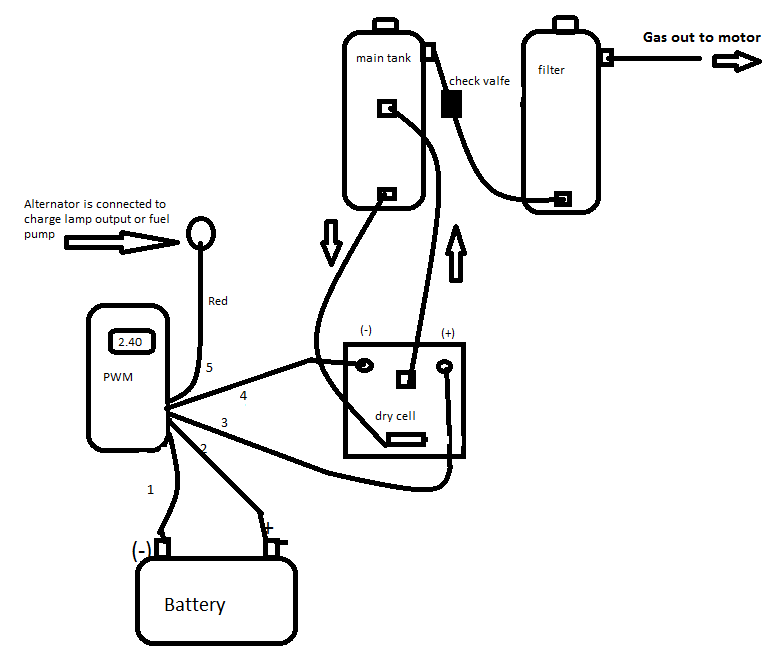 Gas out to motor
main tank
filter
check valfe
Alternator is connected to
charge lamp output or fuel
pump
Red
(-)
(+)
2.40
PWM
5
4
dry cell
3
2
1
(-)
+
Battery